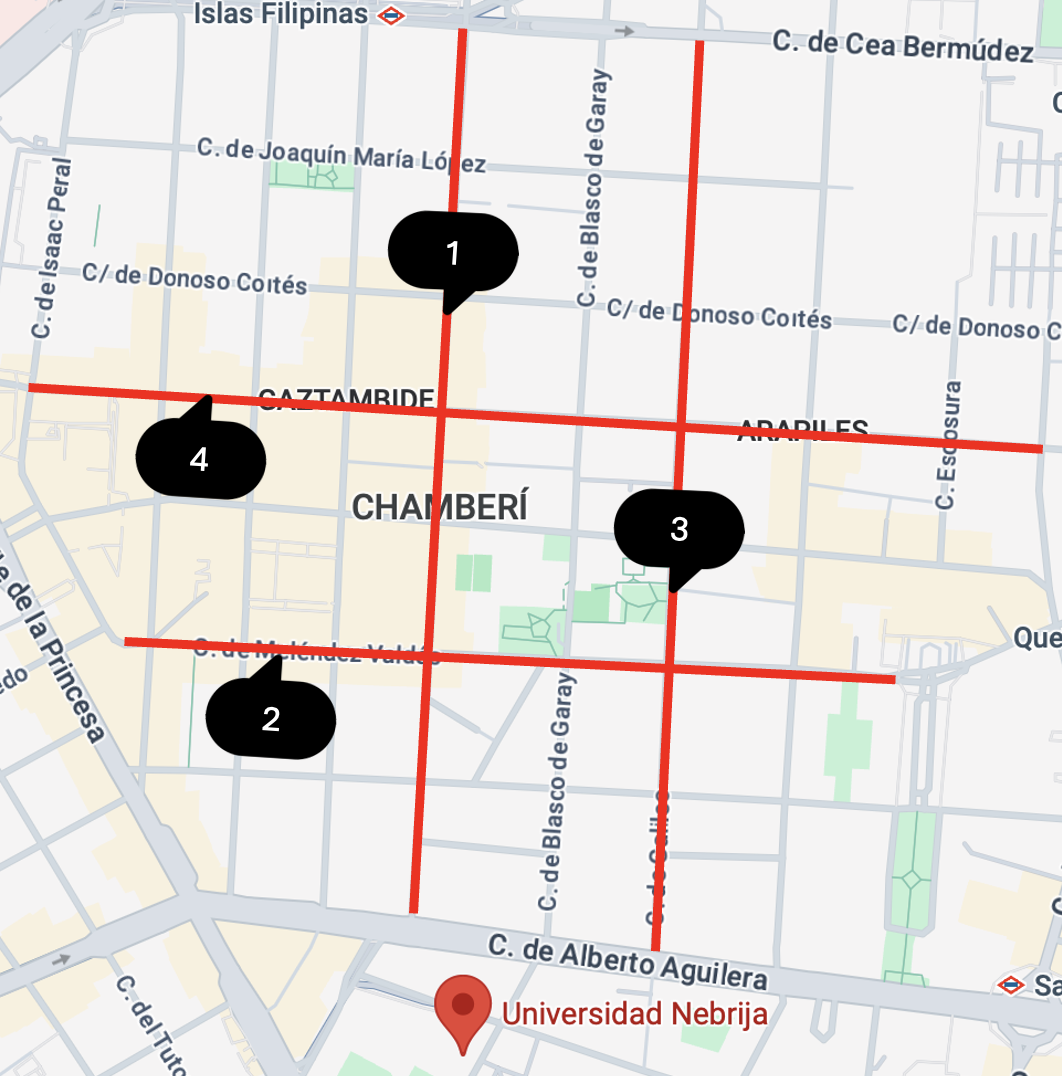 Islas Filipinas
C. de Cea Bermúdez
C. de Joaquín María López
C. de Blasco de Garay
C. de Isaac Peral
1
C/ de Donoso Cortés
C/ de Donoso Cortés
C/ de Donoso C
GAZTAMBIDE
ARAPILES
C. Escosura
4
CHAMBERÍ
3
le de la Princesa
C. de Meléndez Valdés
Que
edo
2
C. de Blasco de Garay
C. de Galileo
C. de Alberto Aguilera
Sa
C. del Tuto
Universidad Nebrija